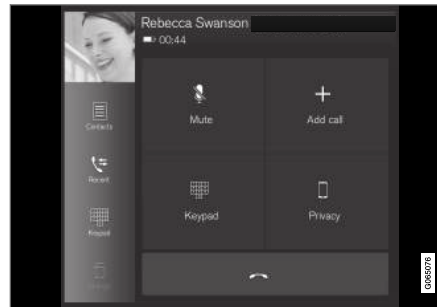 Rebecca Swanson
00:44
Contacts
Recent
Keypad
Mute
Add call
Keypad
Privacy
G065076